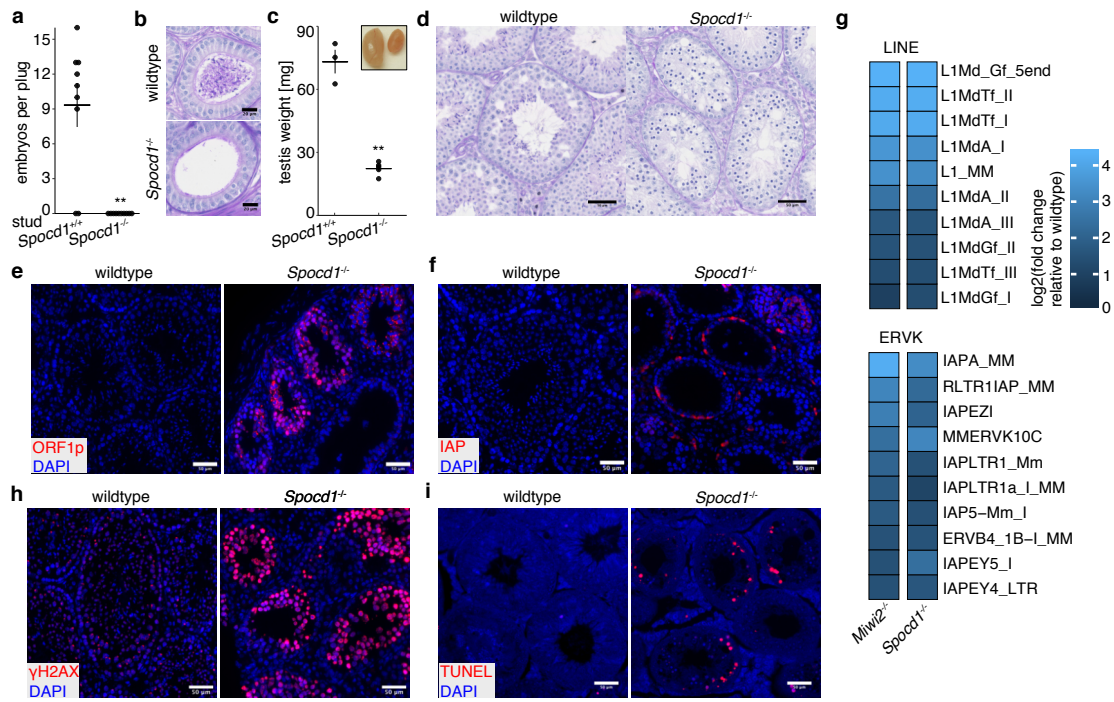 a
embryos per plug
15
12
9
6
3
0
**
stud
Spocd1+/+
Spocd1-/-
b
wildtype
Spocd1-/-
c
testis weight [mg]
90
60
30
0
**
Spocd1+/+
Spocd1-/-
d
wildtype
Spocd1-/-
e
wildtype
Spocd1-/-
ORF1p
DAPI
50 µm
50 µm
f
wildtype
Spocd1-/-
IAP
DAPI
50 µm
50 µm
g
LINE
L1Md_Gf_5end
L1MdTf_II
L1MdTf_I
L1MdA_I
L1_MM
L1MdA_II
L1MdA_III
L1MdGf_II
L1MdTf_III
L1MdGf_I
log2(fold change
relative to wildtype)
4
3
2
1
0
ERVK
IAPA_MM
RLTR1IAP_MM
IAPEZI
MMERVK10C
IAPLTR1_Mm
IAPLTR1a_I_MM
IAP5−Mm_I
ERVB4_1B−I_MM
IAPEY5_I
IAPEY4_LTR
Miwi2-/-
Spocd1-/-
h
wildtype
Spocd1-/-
γH2AX
DAPI
50 µm
50 µm
i
wildtype
Spocd1-/-
TUNEL
DAPI
50 µm
50 µm